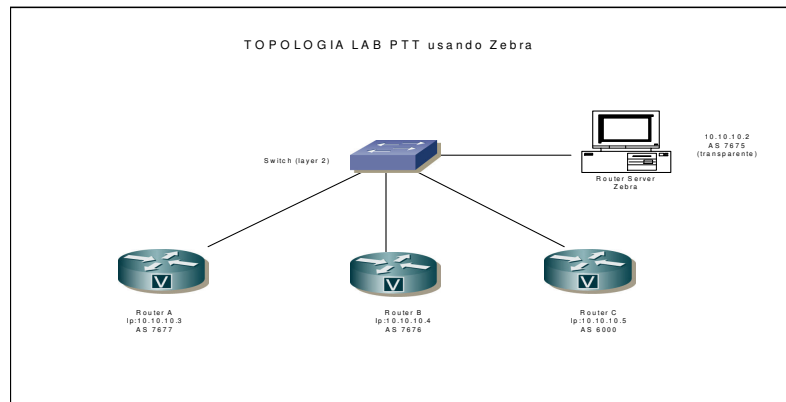 TOPOLOGIA LAB PTT usando Zebra
10.10.10.2
AS 7675
(transparente)
Switch (layer 2)
Router Server
Zebra
V
V
V
Router A
Ip:10.10.10.3
AS 7677
Router B
Ip:10.10.10.4
AS 7676
Router C
Ip:10.10.10.5
AS 6000